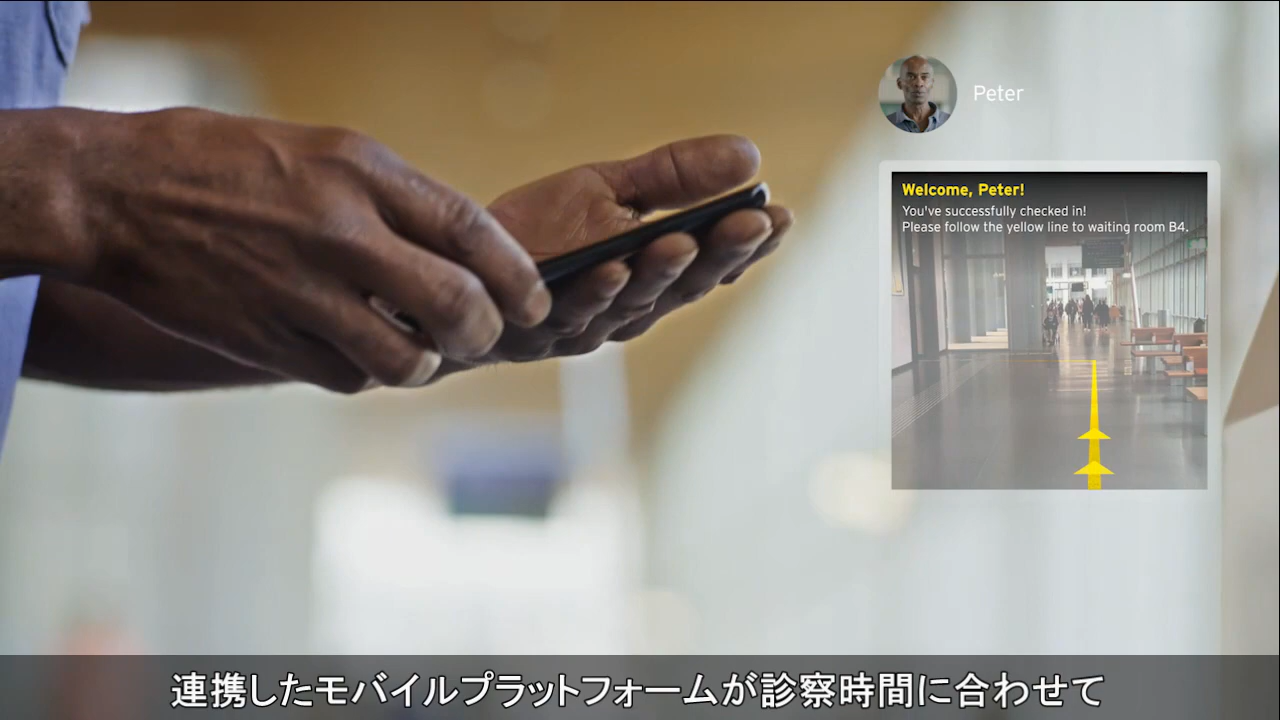 Peter
Welcome, Peter!
You've successfully checked in!
Please follow the yellow line to waiting room B4.
連携したモバイルプラットフォームが診察時間に合わせて